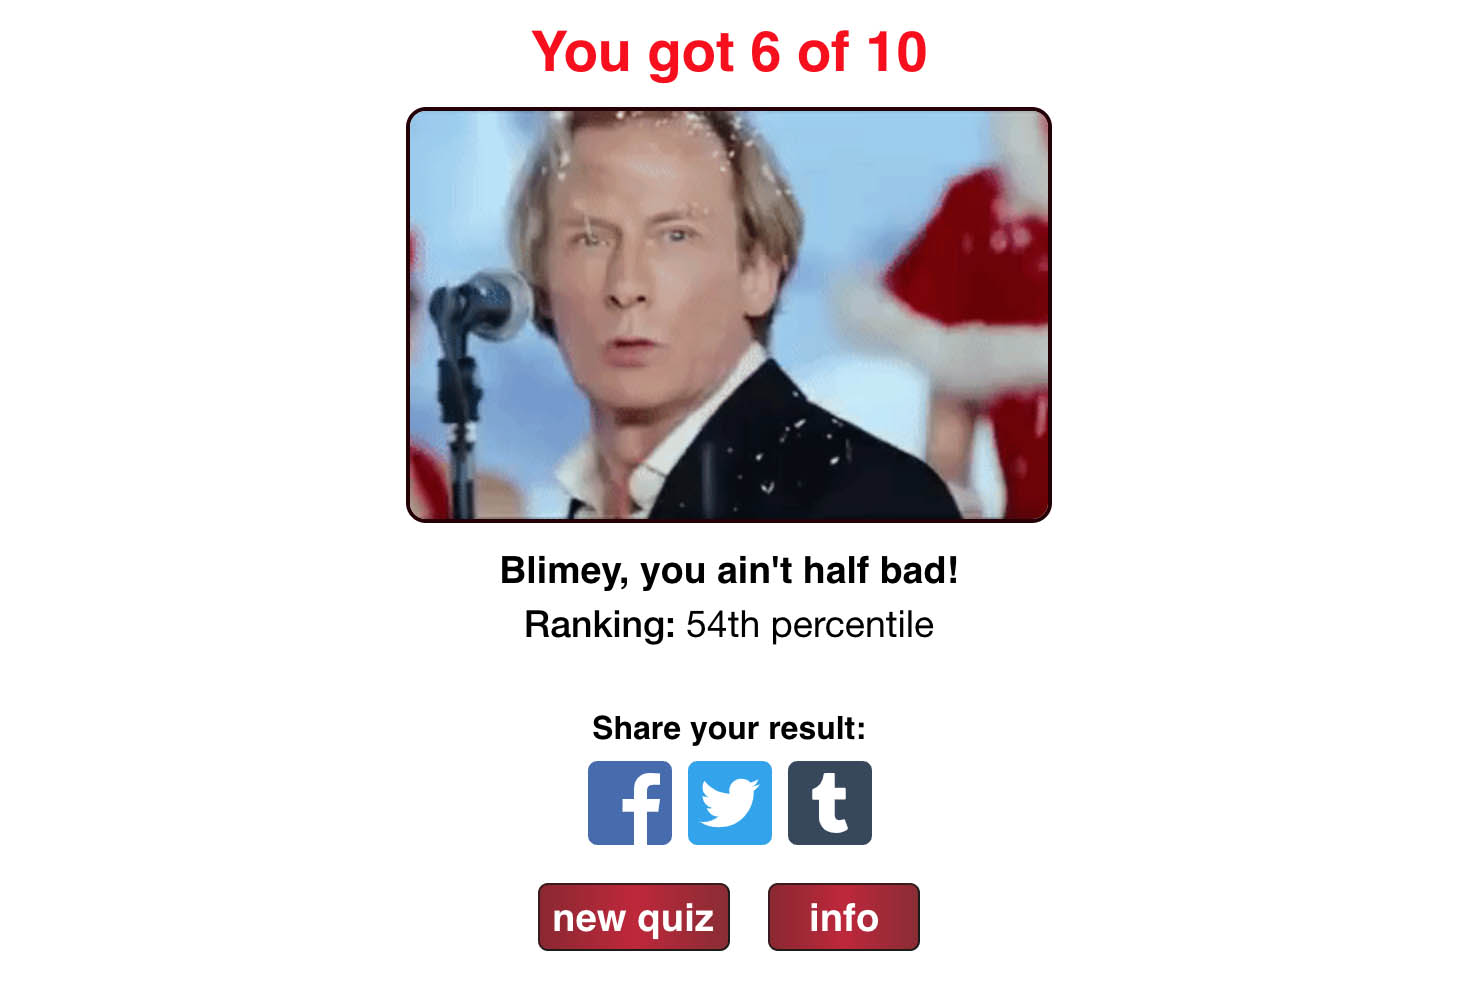 You got 6 of 10
Blimey, you ain't half bad!
Ranking: 54th percentile
Share your result:
new quiz
info